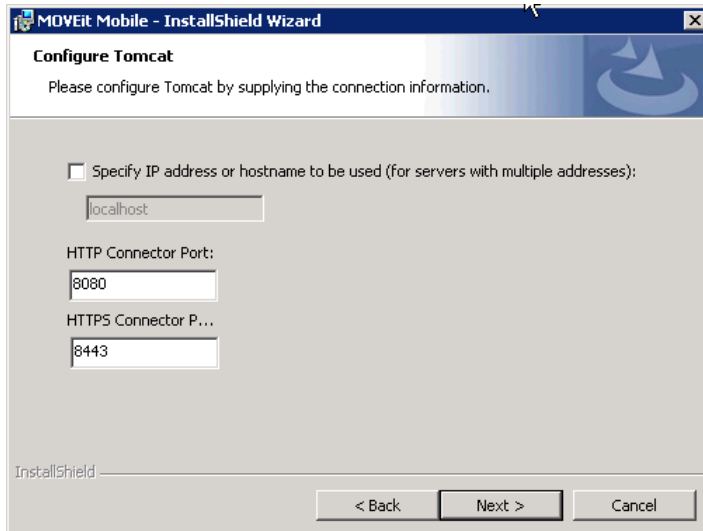 MOVEit Mobile - InstallShield Wizard
Configure Tomcat
Please configure Tomcat by supplying the connection information.
Specify IP address or hostname to be used (for servers with multiple addresses):
localhost
HTTP Connector Port:
8080
HTTPS Connector P...
8443
InstallShield
< Back Next > Cancel